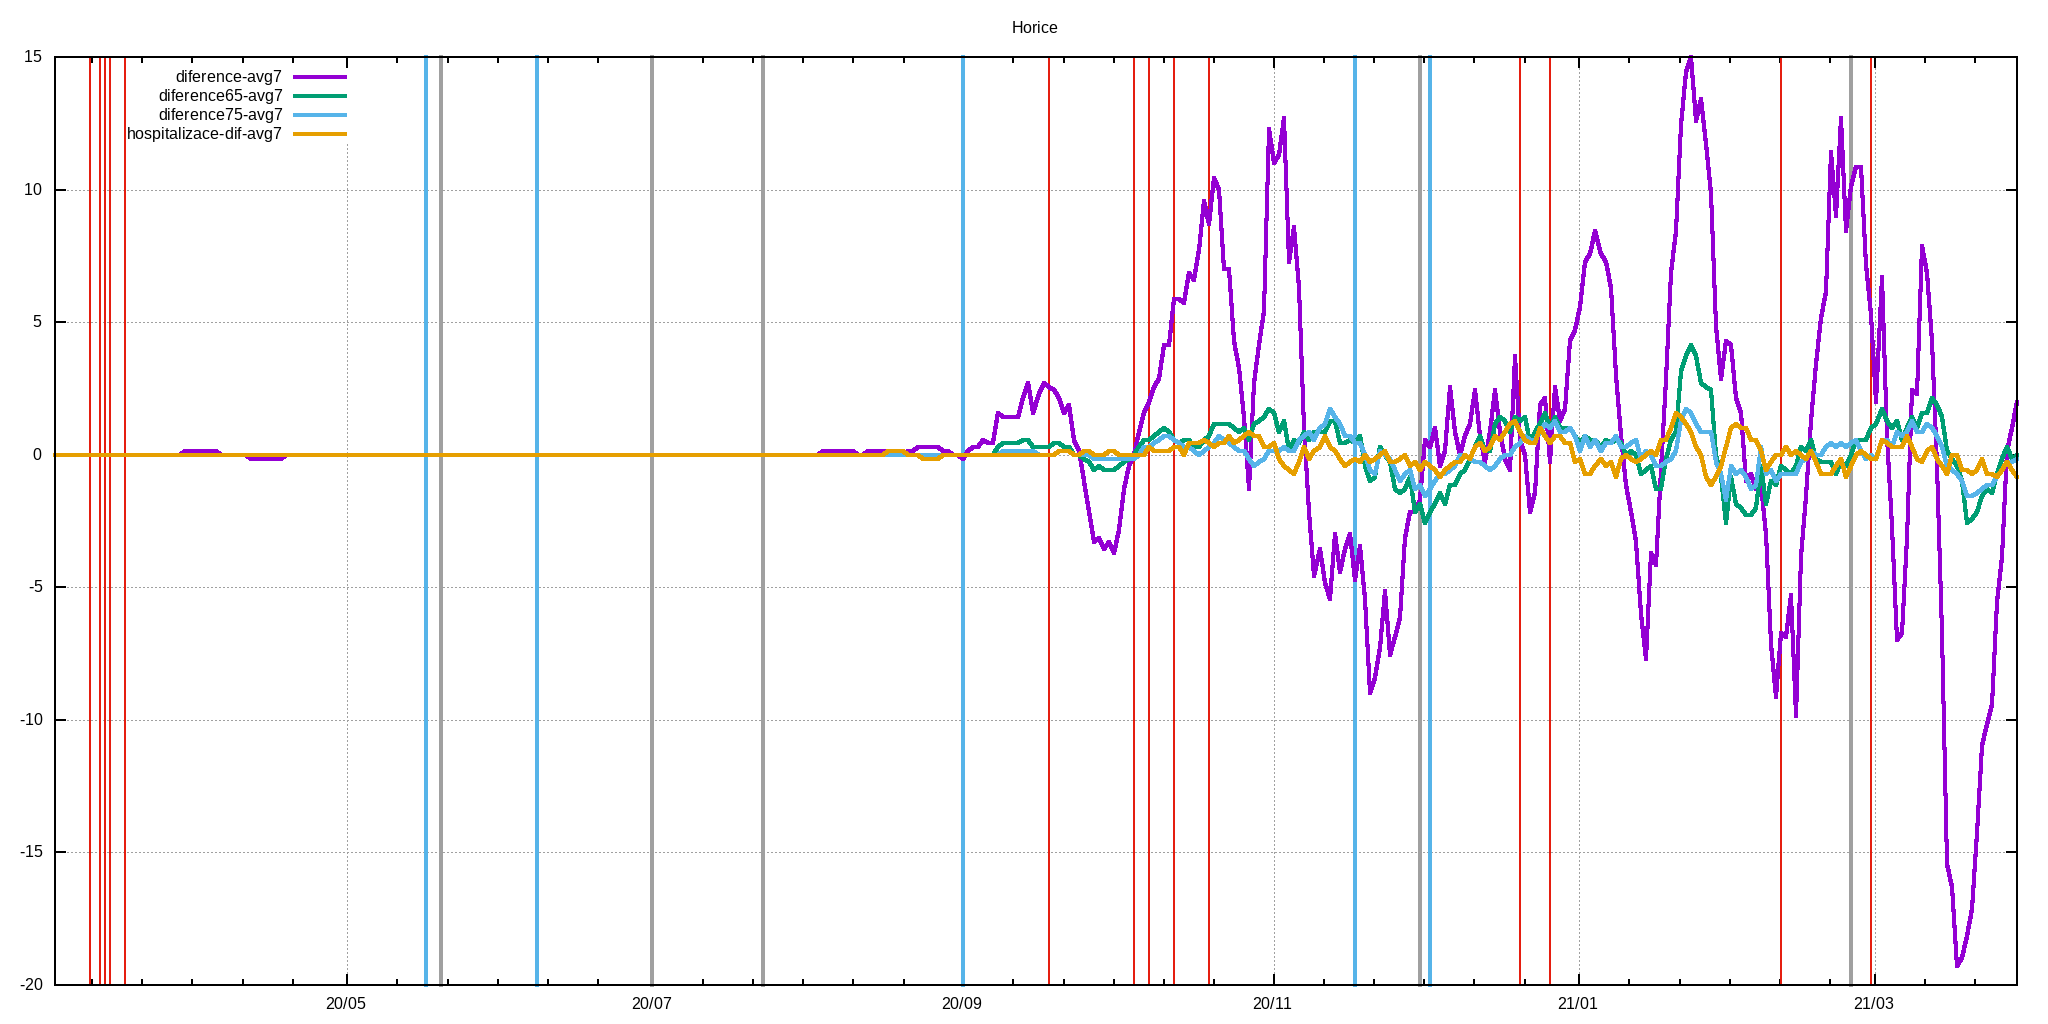 Horice
diference-avg7
diference65-avg7
diference75-avg7
hospitalizace-dif-avg7
15
10
5
0
-5
-10
-15
-20
20/05 20/07 20/09 20/11 21/01 21/03